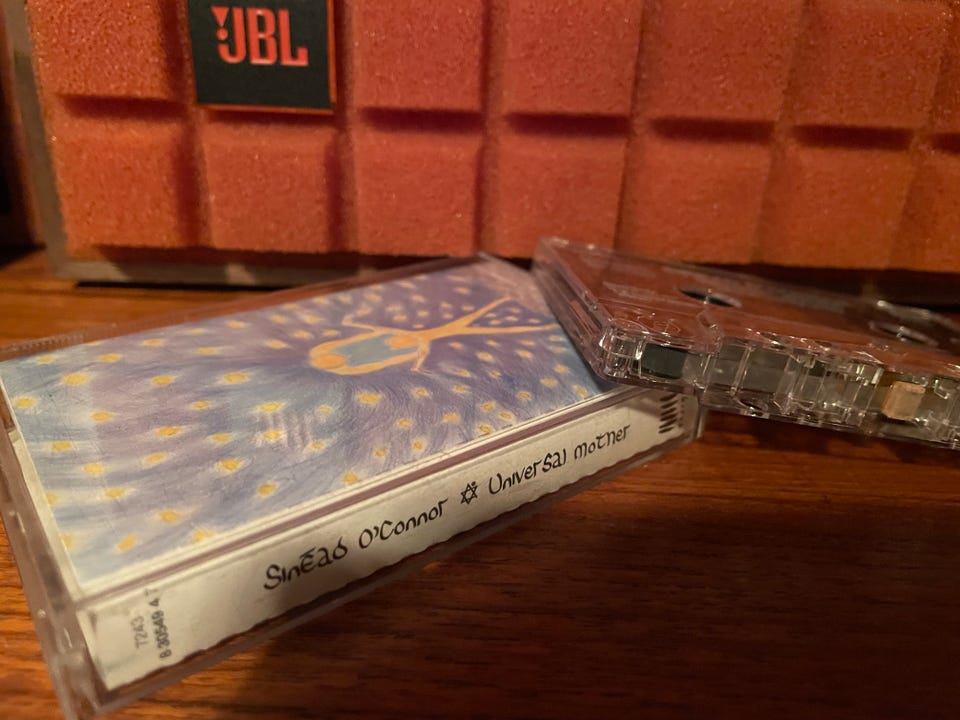 JBL
Sinéad O'Connor ✡ Universal Mother
7243
8 30549 4